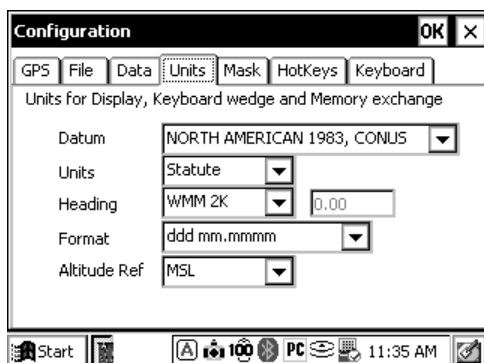 Configuration OK ×
GPS File Data Units Mask HotKeys Keyboard
Units for Display, Keyboard wedge and Memory exchange
Datum NORTH AMERICAN 1983, CONUS
Units Statute
Heading WMM 2K 0.00
Format ddd mm.mmmm
Altitude Ref MSL
Start A 100 PC 11:35 AM